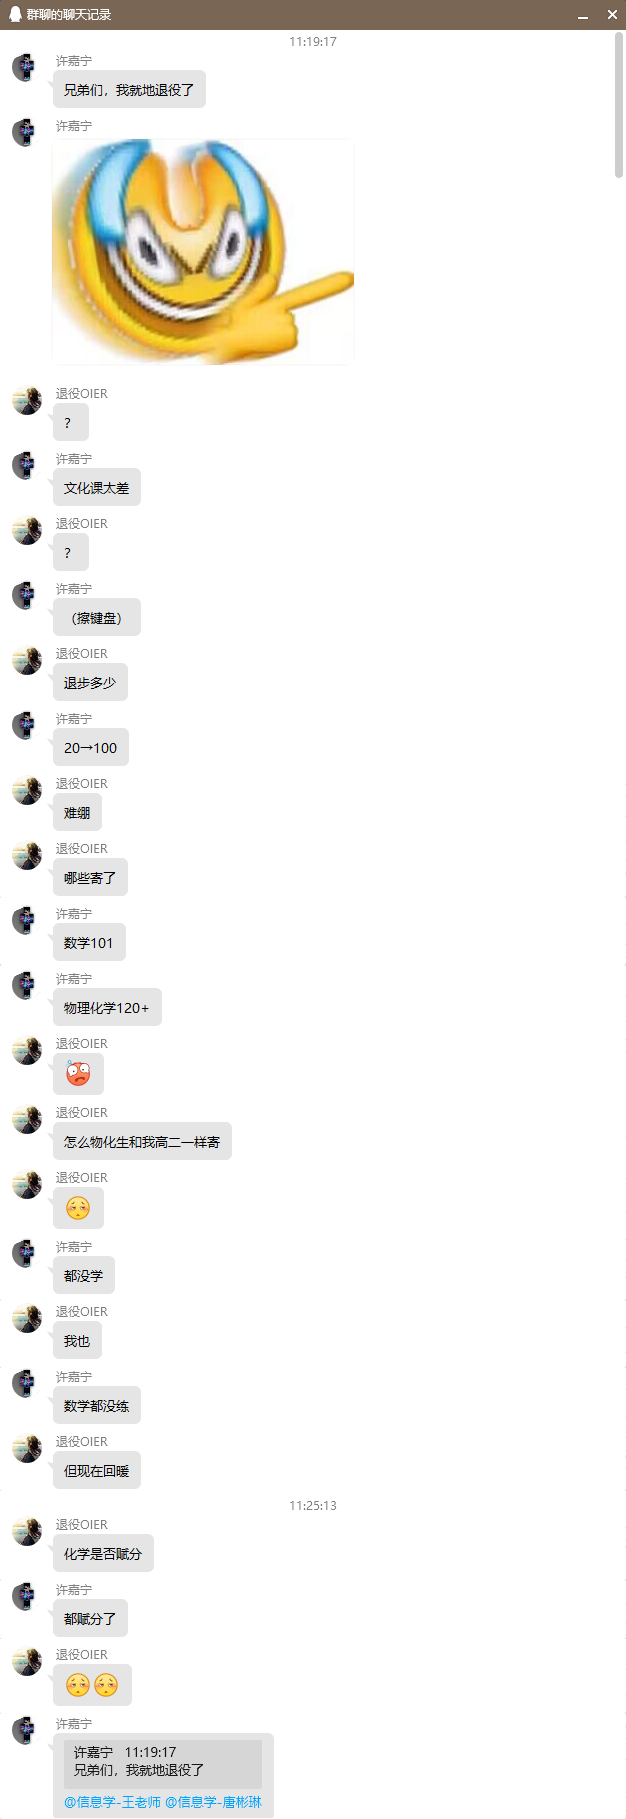 群聊的聊天记录
11:19:17
许嘉宁
兄弟们，我就地退役了
许嘉宁
退役OIER
？
许嘉宁
文化课太差
退役OIER
？
许嘉宁
（擦键盘）
退役OIER
退步多少
许嘉宁
20→100
退役OIER
难绷
退役OIER
哪些寄了
许嘉宁
数学101
许嘉宁
物理化学120+
退役OIER
退役OIER
怎么物化生和我高二一样寄
退役OIER
许嘉宁
都没学
退役OIER
我也
许嘉宁
数学都没练
退役OIER
但现在回暖
11:25:13
退役OIER
化学是否赋分
许嘉宁
都赋分了
退役OIER
许嘉宁
许嘉宁 11:19:17
兄弟们，我就地退役了
@信息学-王老师 @信息学-唐彬琳